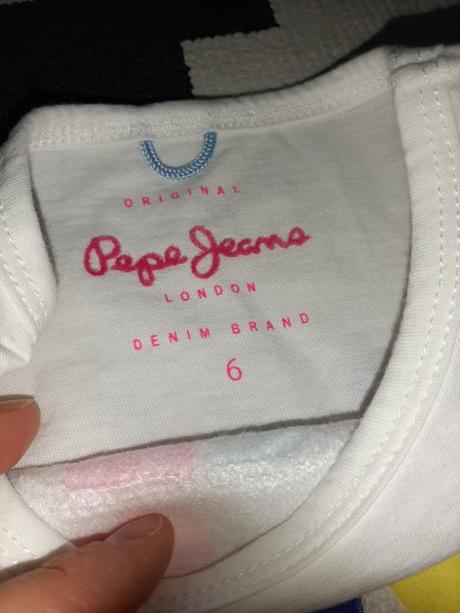 ORIGINAL
Pepe Jeans
LONDON
DENIM BRAND
6